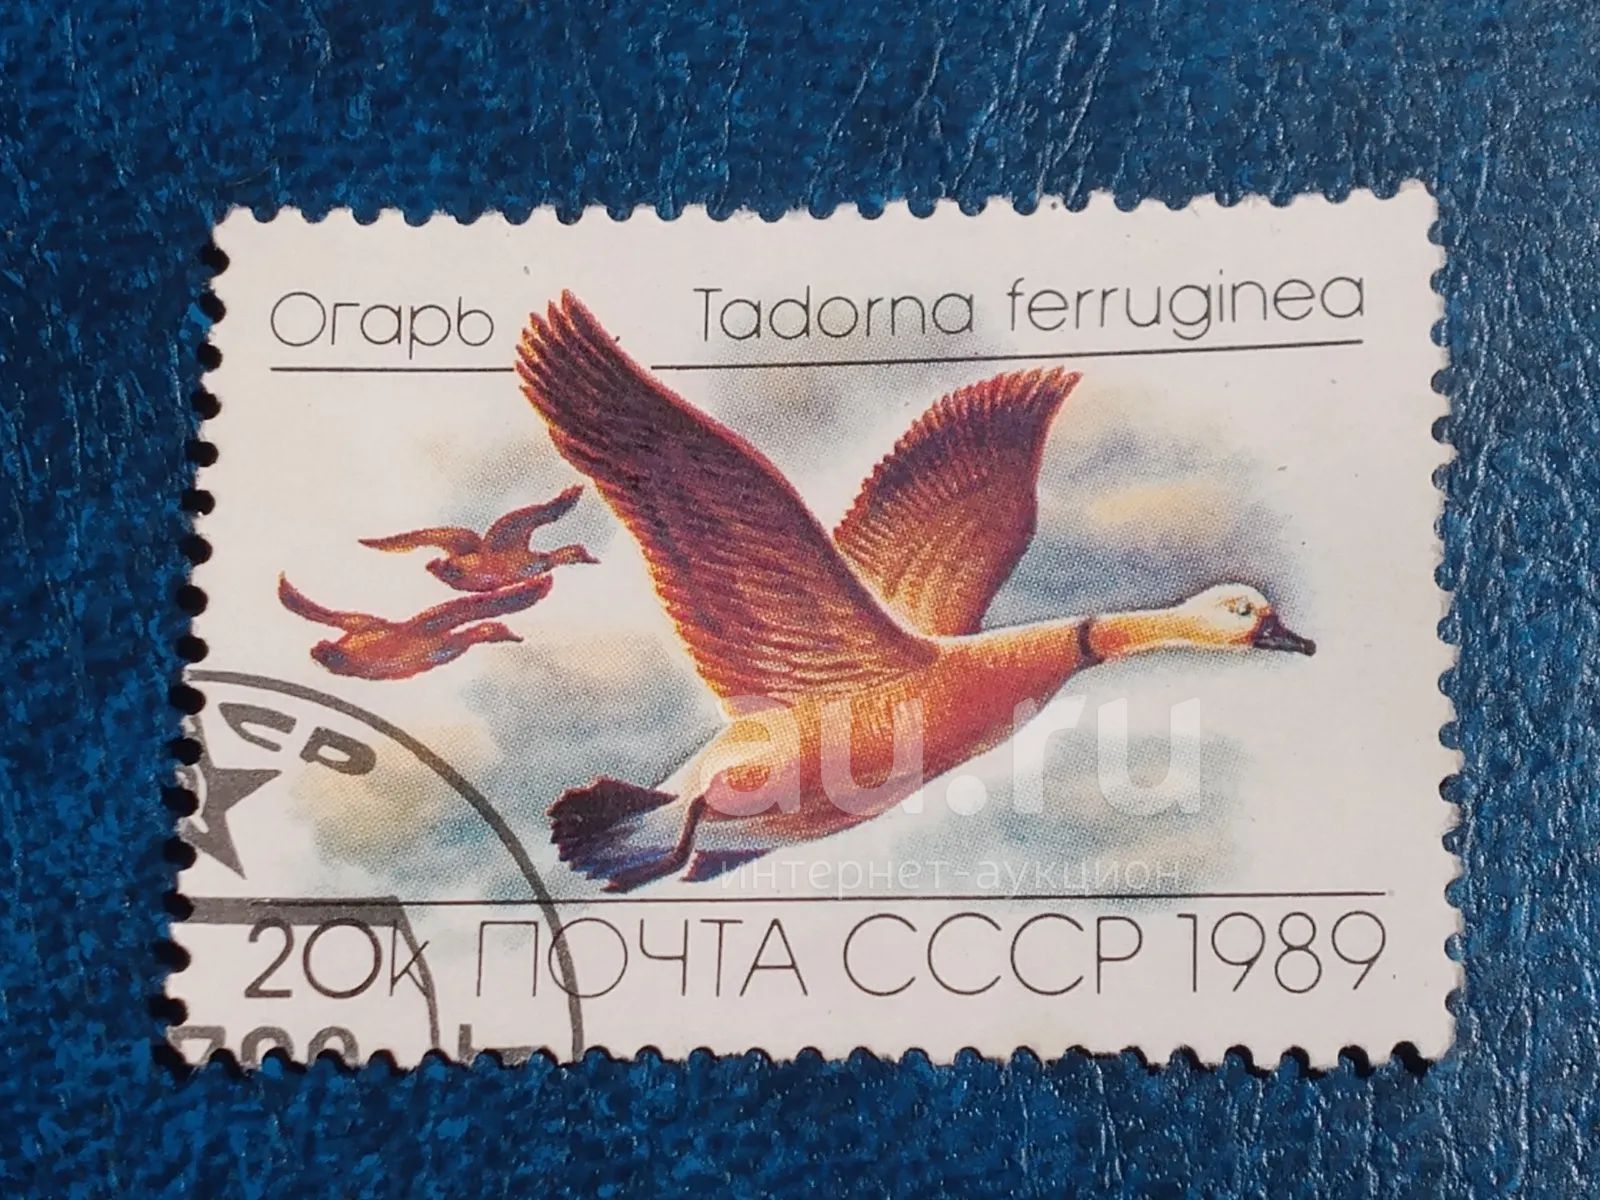 Огарь Tadorna ferruginea
au.ru
интернет-аукцион
20к ПОЧТА СССР 1989